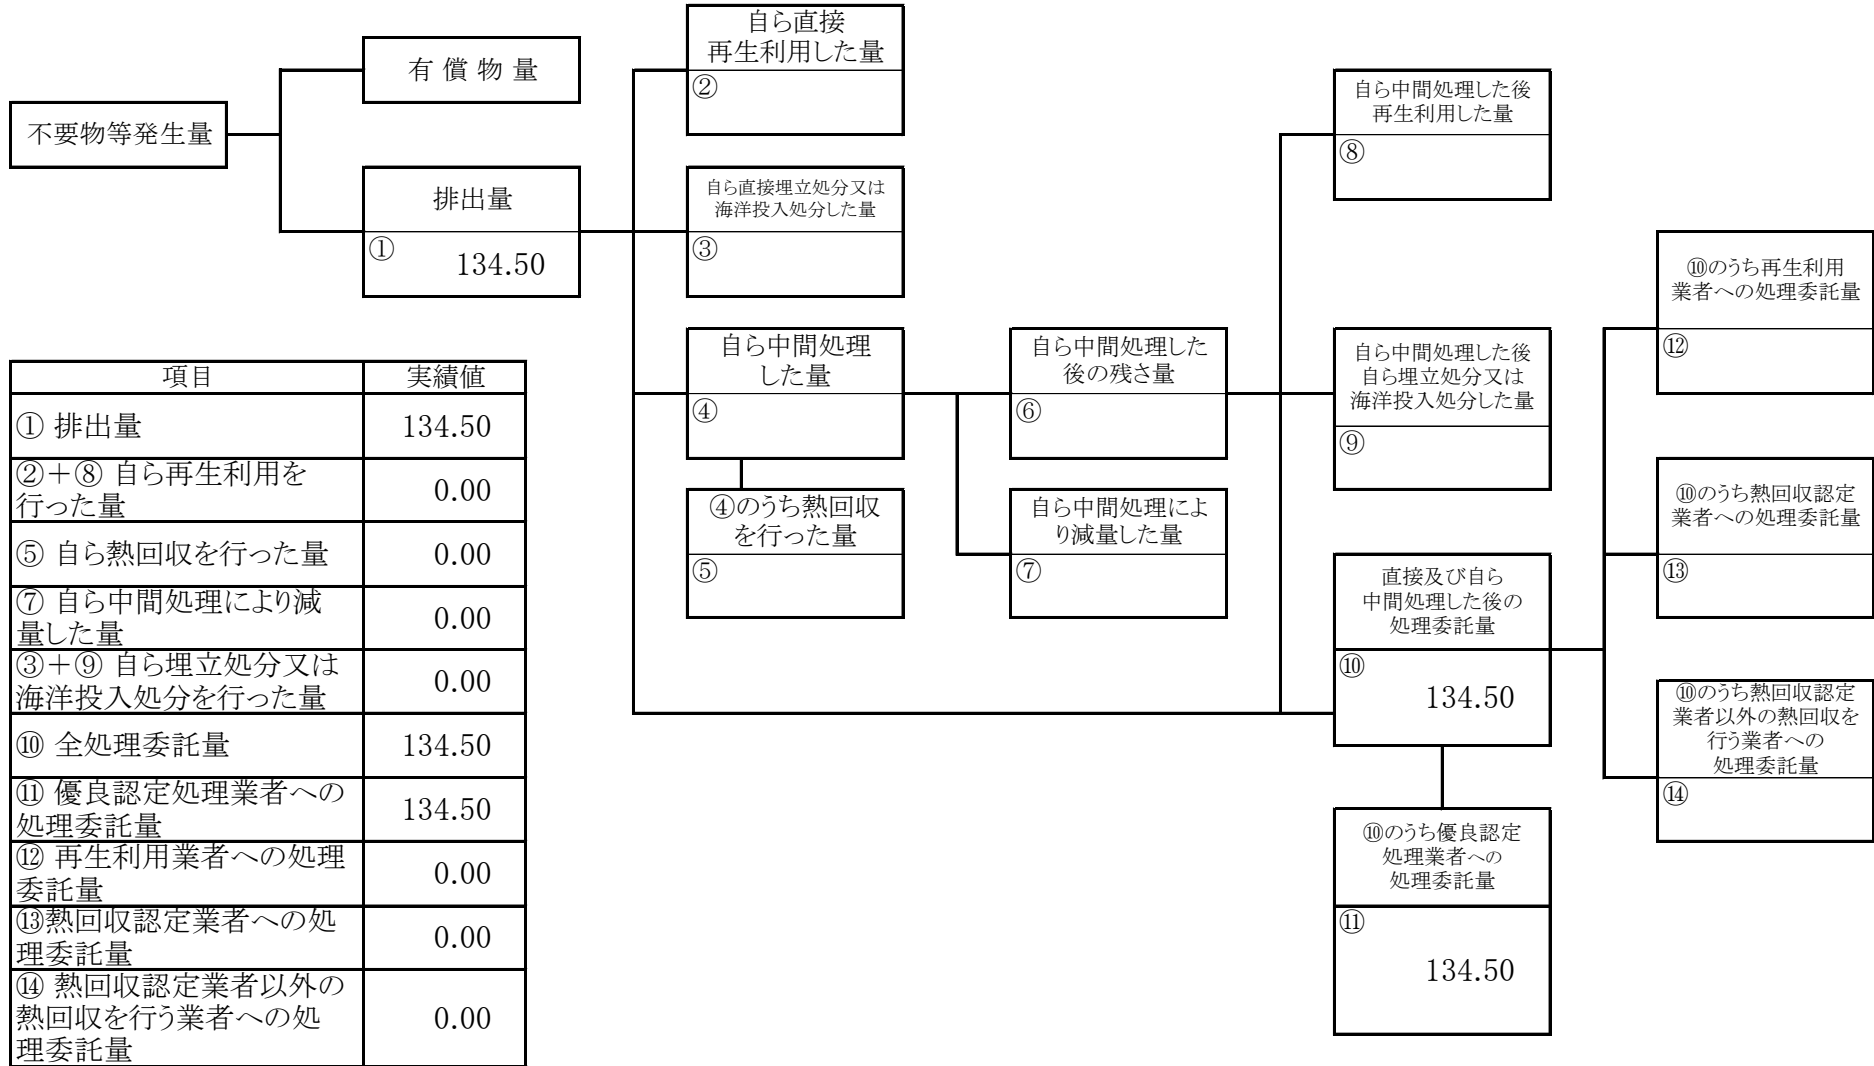 不要物等発生量
有 償 物 量
排出量
①
134.50
自ら直接
再生利用した量
②
自ら直接埋立処分又は
海洋投入処分した量
③
自ら中間処理
した量
④
④のうち熱回収
を行った量
⑤
自ら中間処理した
後の残さ量
⑥
自ら中間処理によ
り減量した量
⑦
自ら中間処理した後
再生利用した量
⑧
自ら中間処理した後
自ら埋立処分又は
海洋投入処分した量
⑨
直接及び自ら
中間処理した後の
処理委託量
⑩
134.50
⑩のうち優良認定
処理業者への
処理委託量
⑪
134.50
⑩のうち再生利用
業者への処理委託量
⑫
⑩のうち熱回収認定
業者への処理委託量
⑬
⑩のうち熱回収認定
業者以外の熱回収を
行う業者への
処理委託量
⑭
項目 実績値
① 排出量 134.50
②+⑧ 自ら再生利用を
行った量 0.00
⑤ 自ら熱回収を行った量 0.00
⑦ 自ら中間処理により減
量した量 0.00
③+⑨ 自ら埋立処分又は
海洋投入処分を行った量 0.00
⑩ 全処理委託量 134.50
⑪ 優良認定処理業者への
処理委託量 134.50
⑫ 再生利用業者への処理
委託量 0.00
⑬熱回収認定業者への処
理委託量 0.00
⑭ 熱回収認定業者以外の
熱回収を行う業者への処
理委託量 0.00